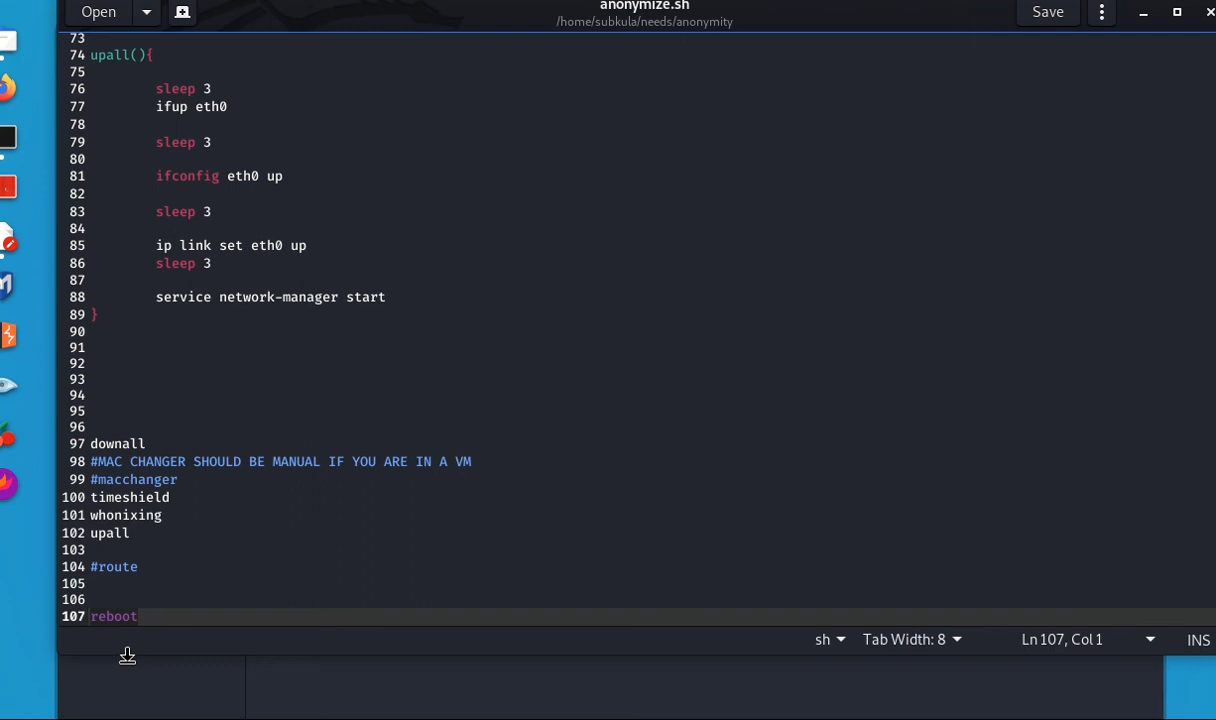 Open
anonymize.sh
/home/subkula/needs/anonymity
Save
73
74 upall(){
75
76 sleep 3
77 ifup eth0
78
79 sleep 3
80
81 ifconfig eth0 up
82
83 sleep 3
84
85 ip link set eth0 up
86 sleep 3
87
88 service network-manager start
89 }
90
91
92
93
94
95
96
97 downall
98 #MAC CHANGER SHOULD BE MANUAL IF YOU ARE IN A VM
99 #macchanger
100 timeshield
101 whonixing
102 upall
103
104 #route
105
106
107 reboot
sh Tab Width: 8 Ln 107, Col 1 INS